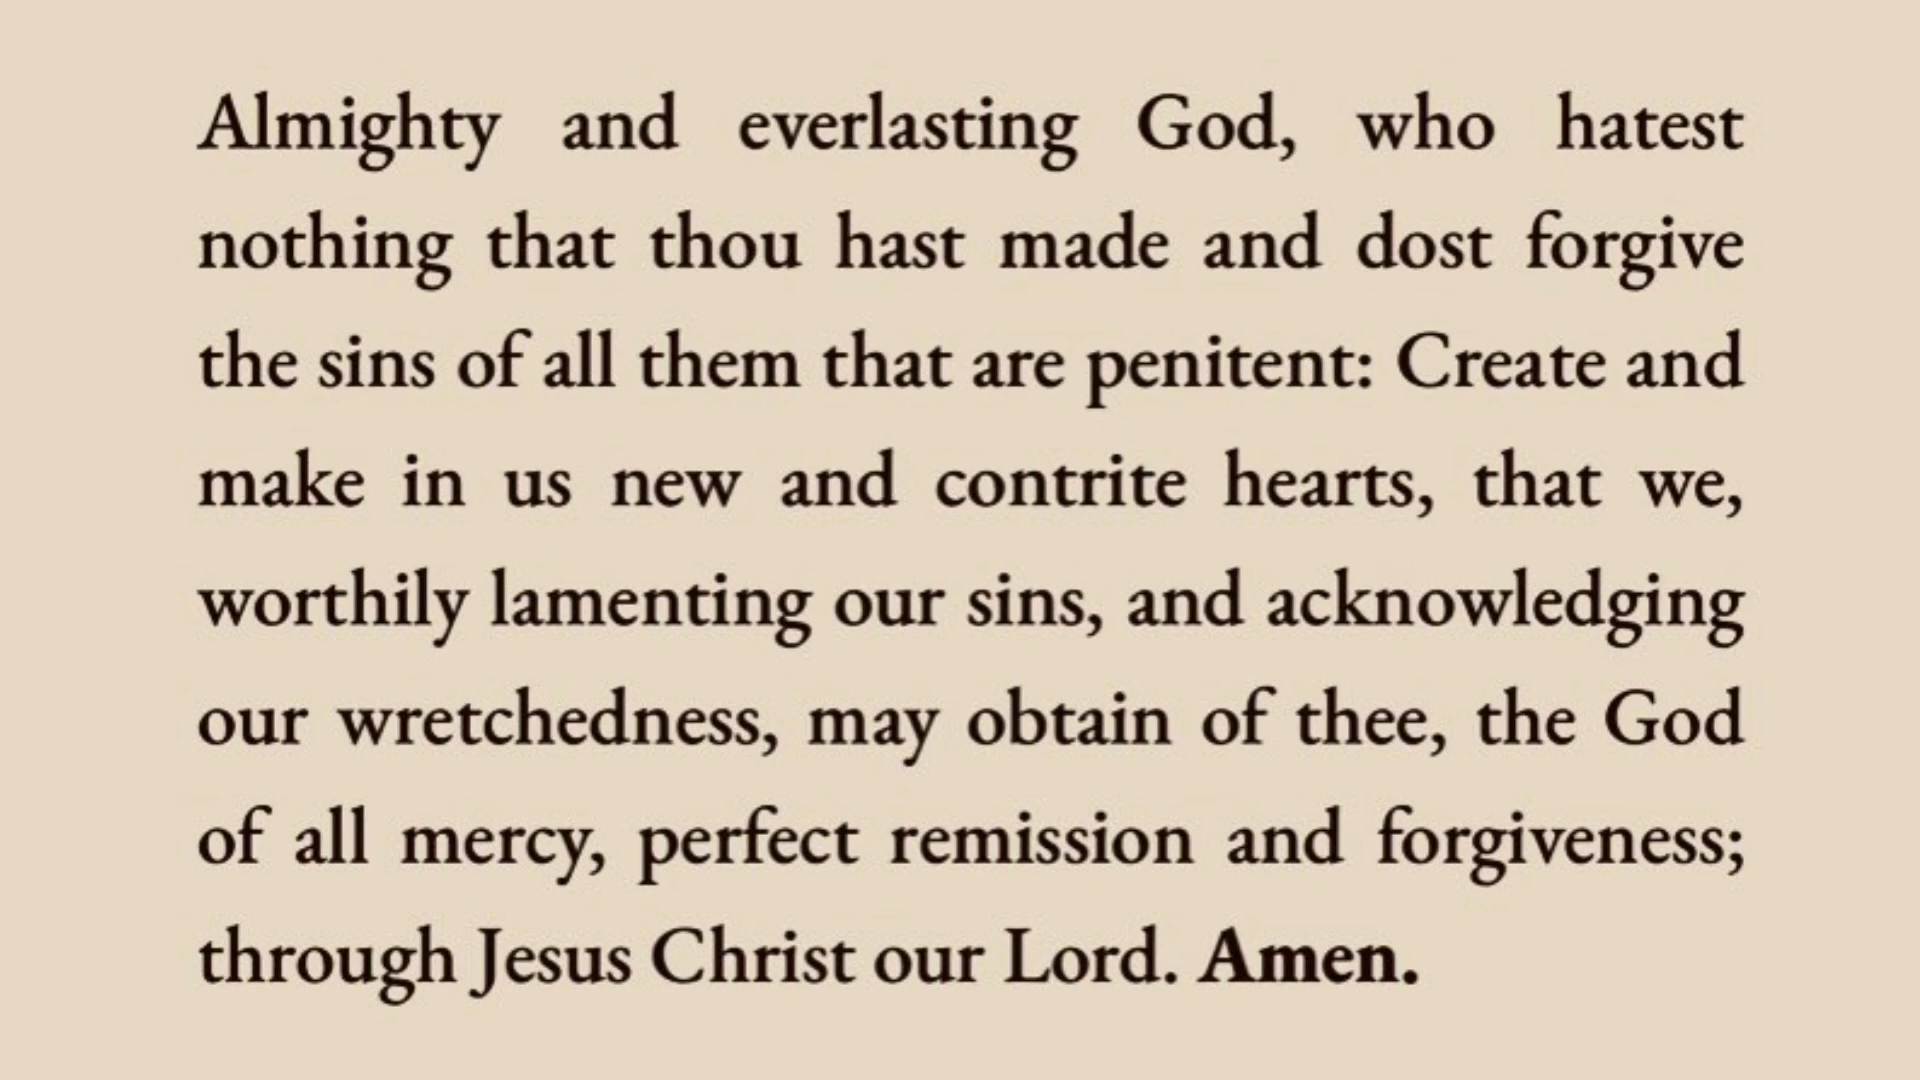 Almighty and everlasting God, who hatest
nothing that thou hast made and dost forgive
the sins of all them that are penitent: Create and
make in us new and contrite hearts, that we,
worthily lamenting our sins, and acknowledging
our wretchedness, may obtain of thee, the God
of all mercy, perfect remission and forgiveness;
through Jesus Christ our Lord. Amen.